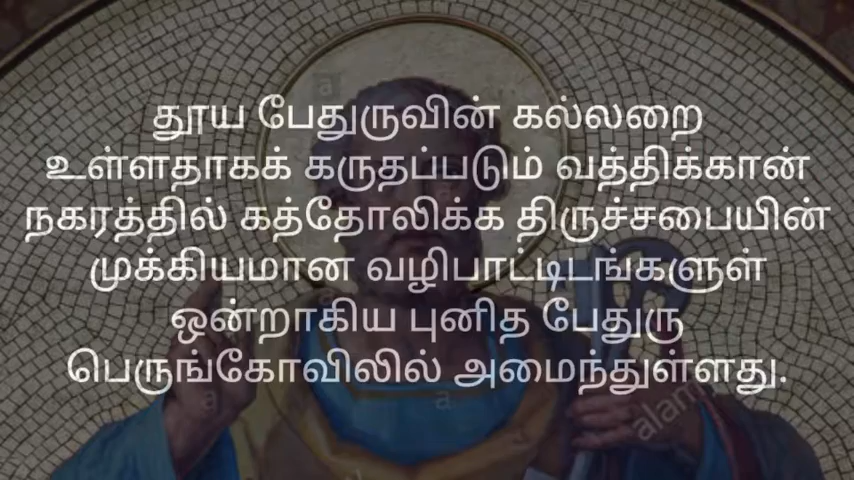 தூய பேதுருவின் கல்லறை
உள்ளதாகக் கருதப்படும் வத்திக்கான்
நகரத்தில் கத்தோலிக்க திருச்சபையின்
முக்கியமான வழிபாட்டிடங்களுள்
ஒன்றாகிய புனித பேதுரு
பெருங்கோவிலில் அமைந்துள்ளது.